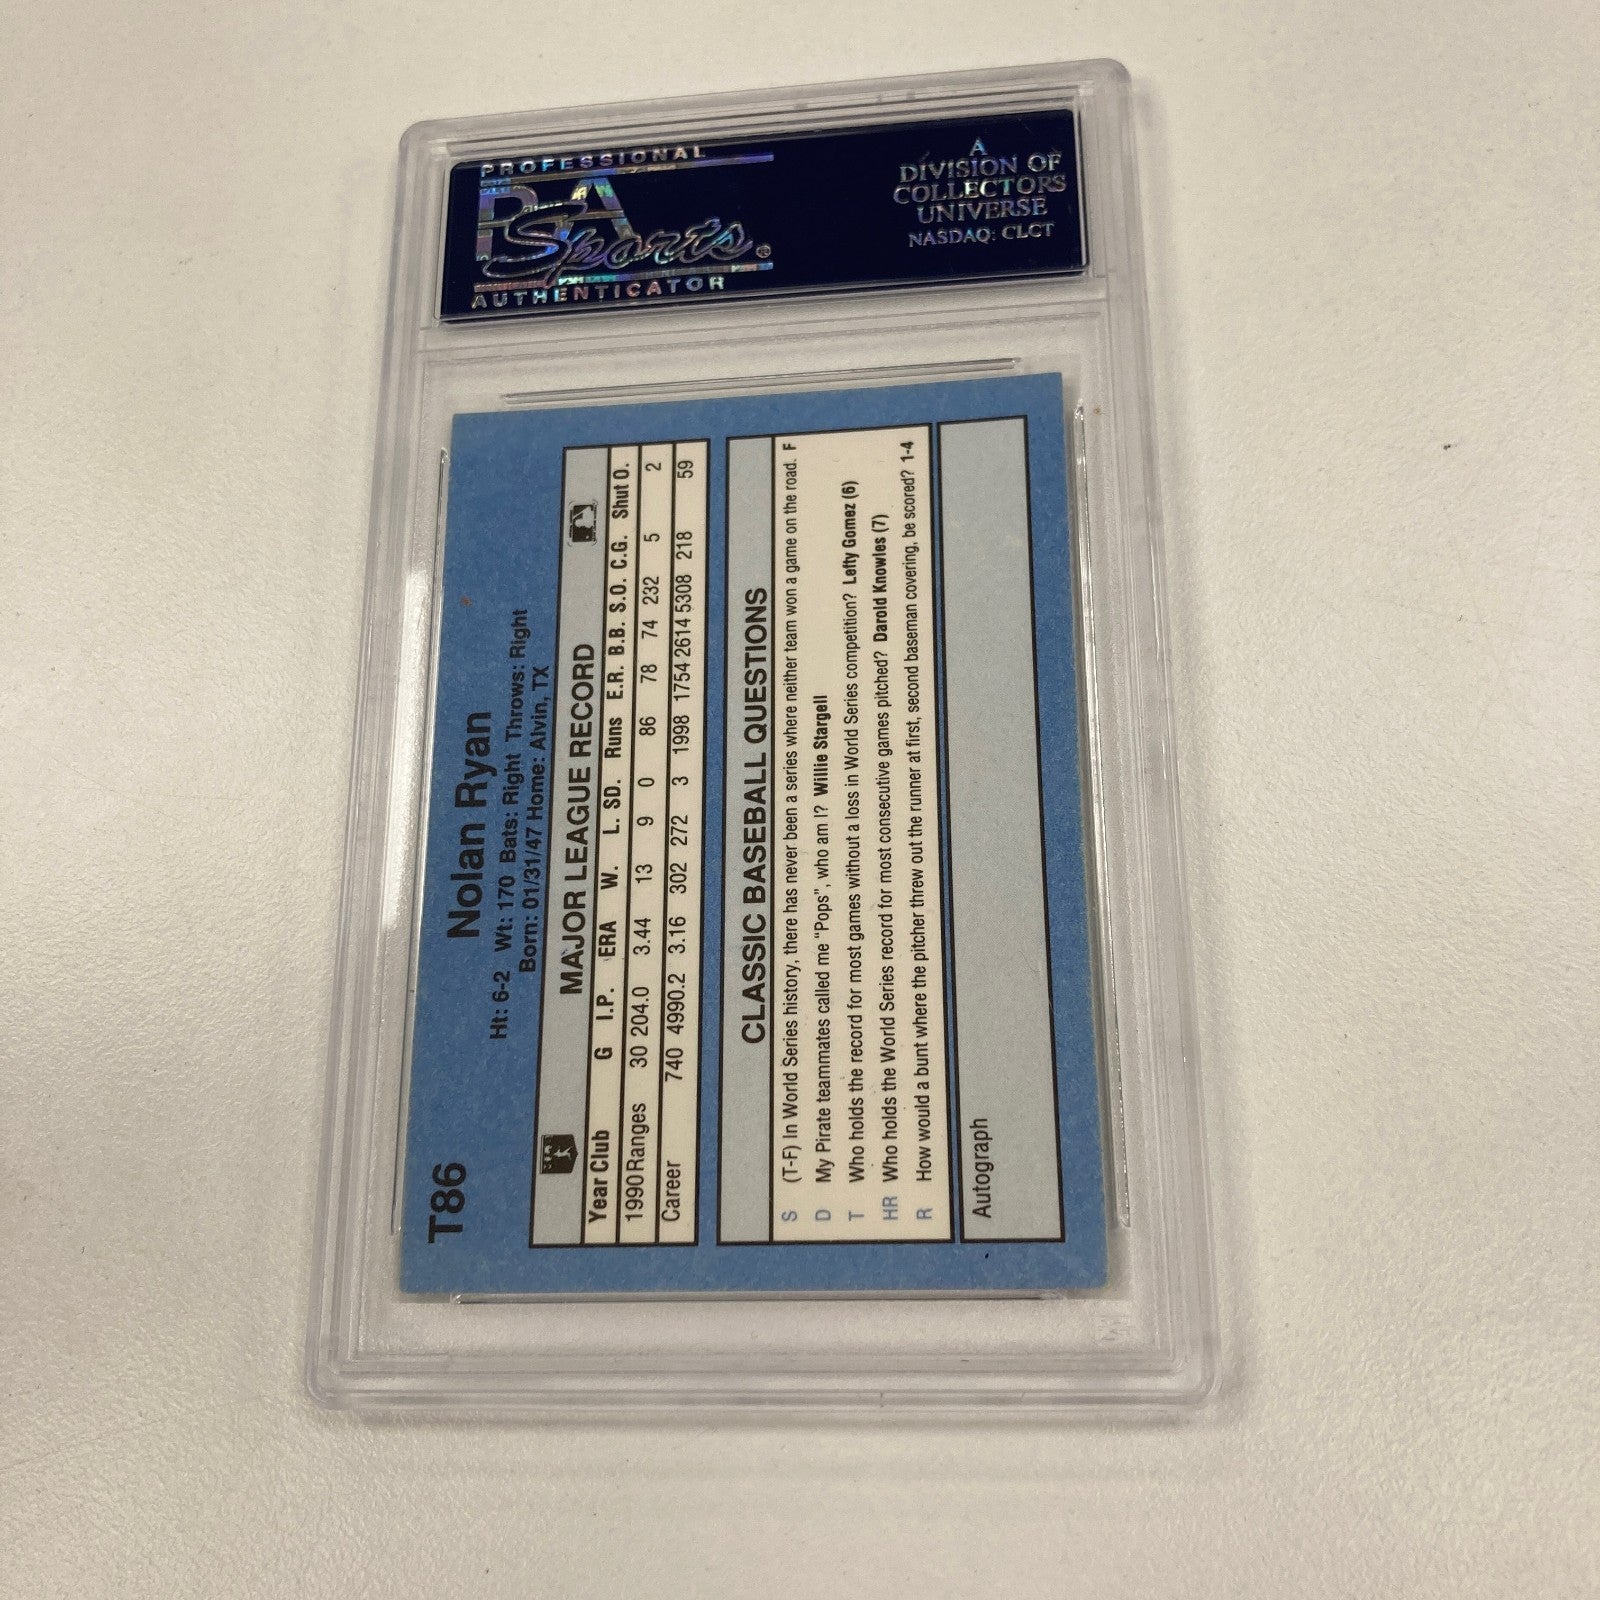 PROFESSIONAL
PSA
Sports
AUTHENTICATOR
A
DIVISION OF
COLLECTORS
UNIVERSE
NASDAQ: CLCT
T86
Nolan Ryan
Ht: 6-2 Wt: 170 Bats: Right Throws: Right
Born: 01/31/47 Home: Alvin, TX
MAJOR LEAGUE RECORD
Year Club G I.P. ERA W. L. SD. Runs E.R. B.B. S.O. C.G. Shut O.
1990 Ranges 30 204.0 3.44 13 9 0 86 78 74 232 5 2
Career 740 4990.2 3.16 302 272 3 1998 1754 2614 5308 218 59
CLASSIC BASEBALL QUESTIONS
S (T-F) In World Series history, there has never been a series where neither team won a game on the road. F
D My Pirate teammates called me "Pops", who am I? Willie Stargell
T Who holds the record for most games without a loss in World Series competition? Lefty Gomez (6)
HR Who holds the World Series record for most consecutive games pitched? Darold Knowles (7)
R How would a bunt where the pitcher threw out the runner at first, second baseman covering, be scored? 1-4
Autograph